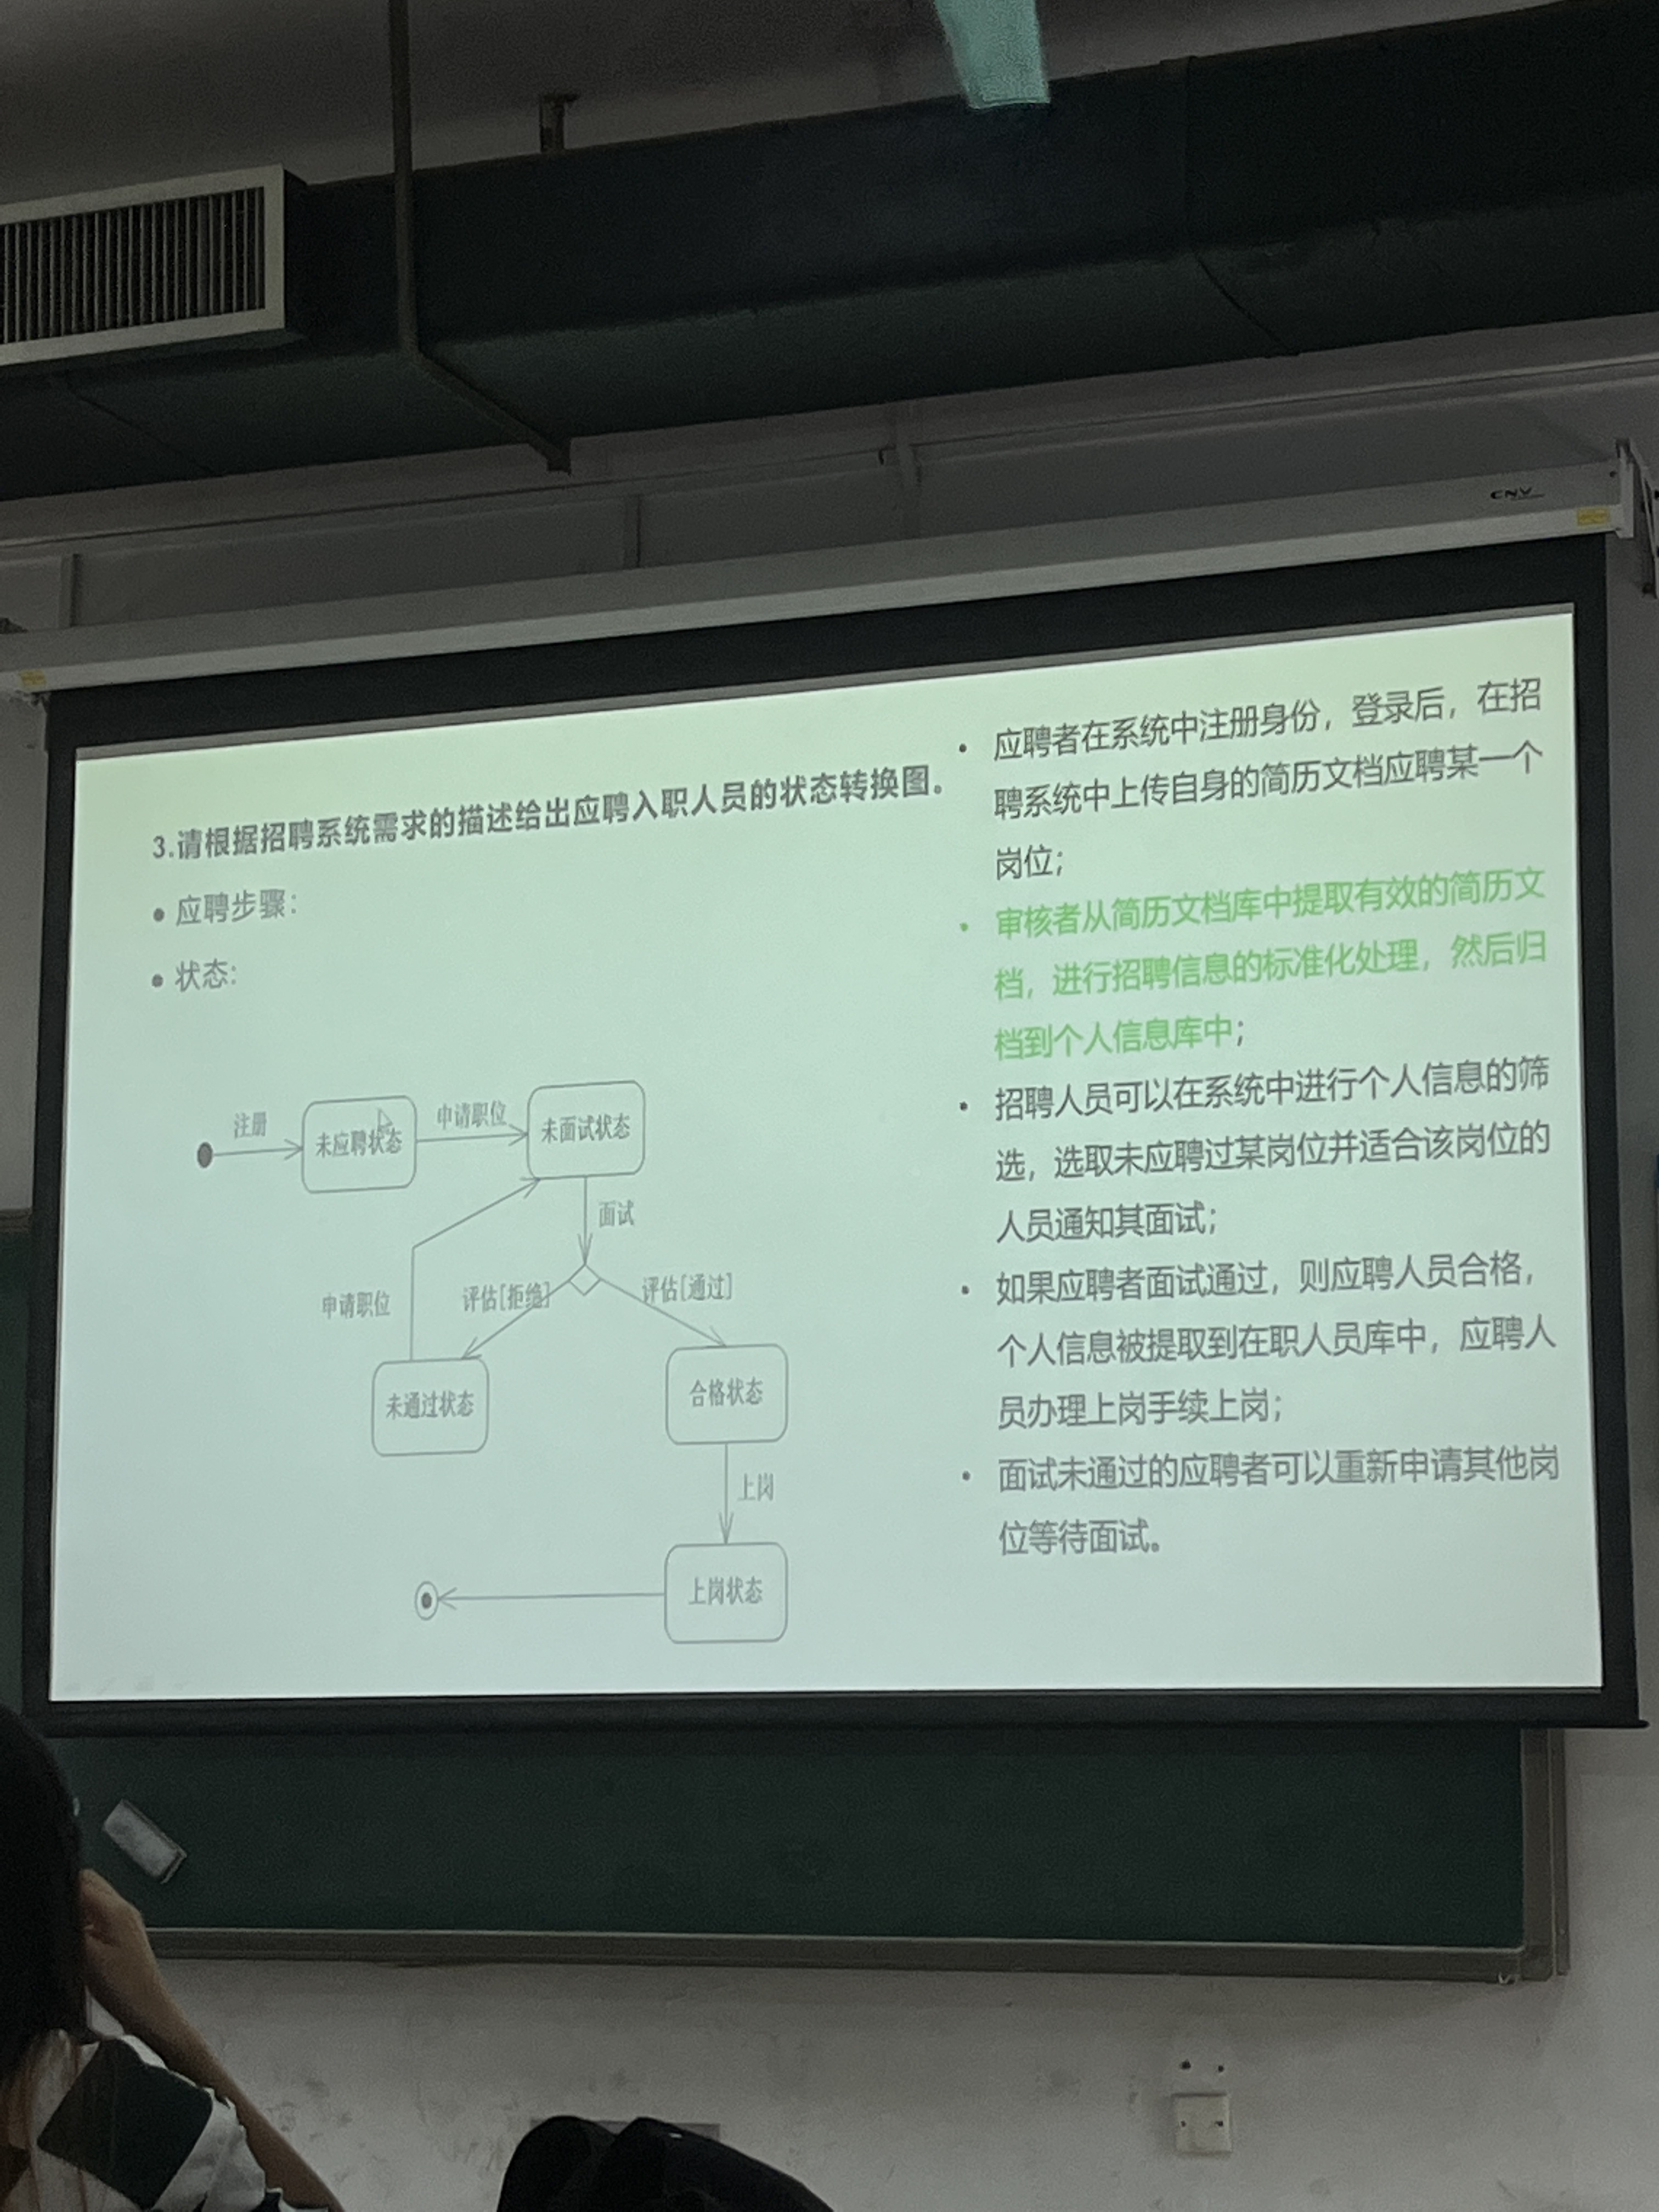 CNV
3.请根据招聘系统需求的描述给出应聘入职人员的状态转换图。
• 应聘步骤：
• 状态:
注册
未应聘状态
申请职位
未面试状态
面试
申请职位
评估[拒绝]
评估[通过]
未通过状态
合格状态
上岗
上岗状态
• 应聘者在系统中注册身份，登录后，在招
聘系统中上传自身的简历文档应聘某一个
岗位；
• 审核者从简历文档库中提取有效的简历文
档，进行招聘信息的标准化处理，然后归
档到个人信息库中；
• 招聘人员可以在系统中进行个人信息的筛
选，选取未应聘过某岗位并适合该岗位的
人员通知其面试；
• 如果应聘者面试通过，则应聘人员合格，
个人信息被提取到在职人员库中，应聘人
员办理上岗手续上岗；
• 面试未通过的应聘者可以重新申请其他岗
位等待面试。